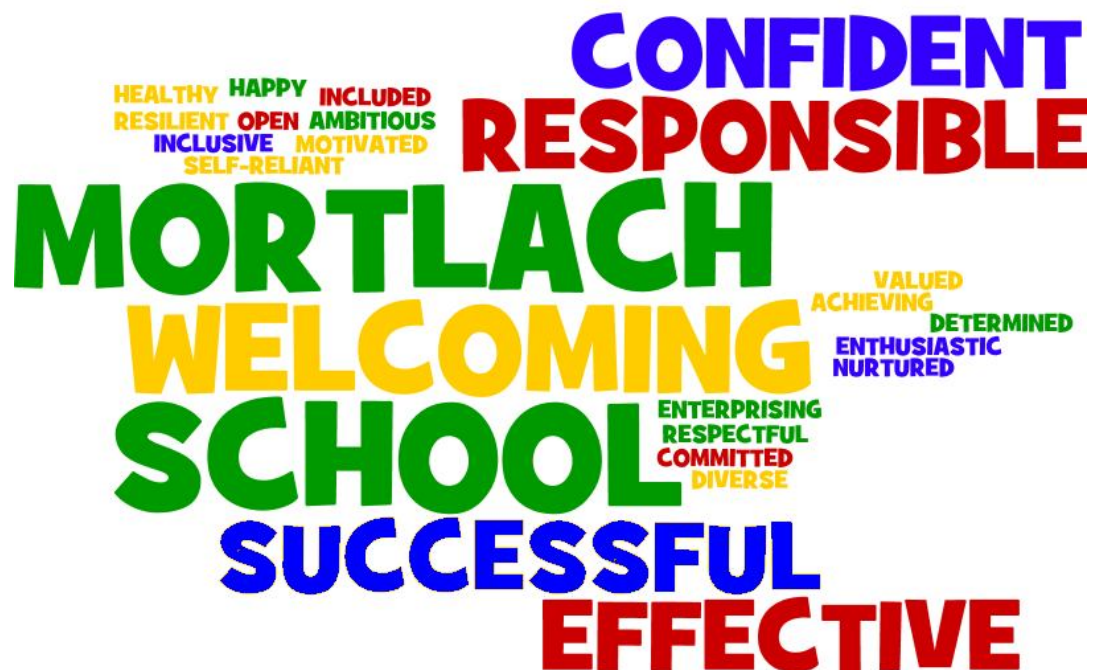 CONFIDENT
HEALTHY HAPPY INCLUDED
RESILIENT OPEN AMBITIOUS
INCLUSIVE MOTIVATED
SELF-RELIANT
RESPONSIBLE
MORTLACH
VALUED
ACHIEVING
DETERMINED
ENTHUSIASTIC
NURTURED
WELCOMING
SCHOOL
ENTERPRISING
RESPECTFUL
COMMITTED
DIVERSE
SUCCESSFUL
EFFECTIVE